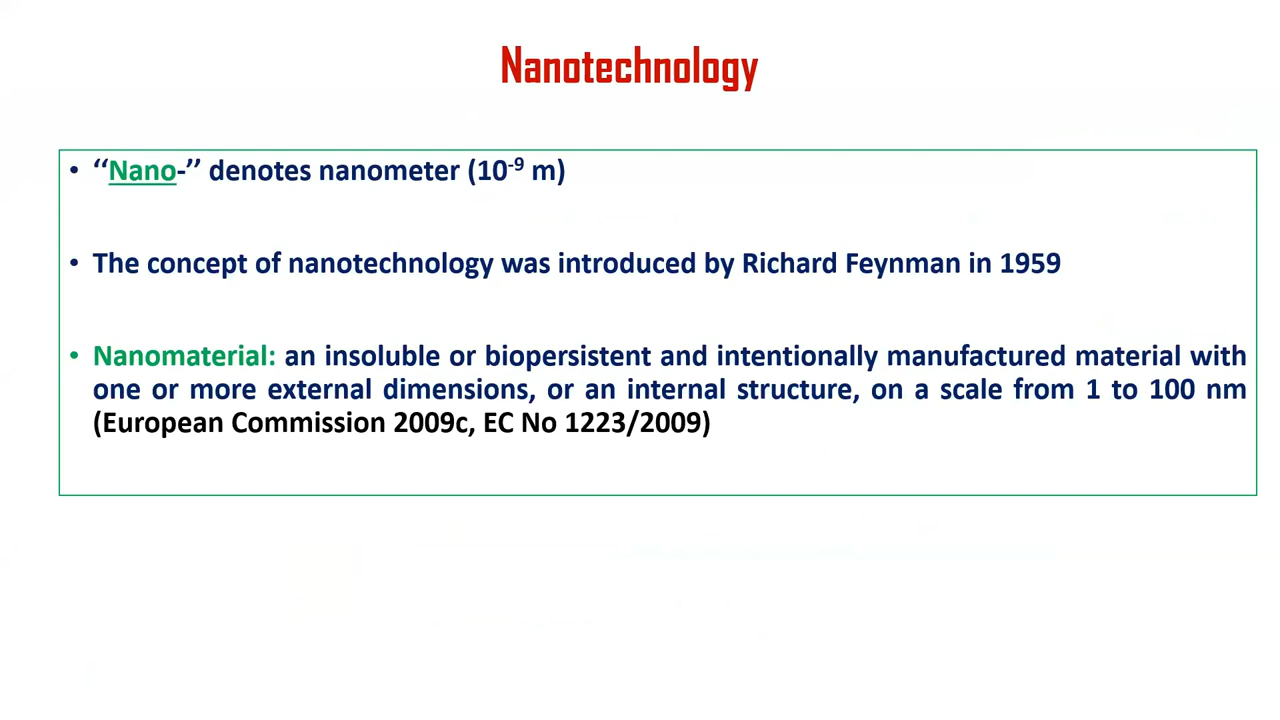 Nanotechnology
• ‘‘Nano-’’ denotes nanometer (10⁻⁹ m)
• The concept of nanotechnology was introduced by Richard Feynman in 1959
• Nanomaterial: an insoluble or biopersistent and intentionally manufactured material with
one or more external dimensions, or an internal structure, on a scale from 1 to 100 nm
(European Commission 2009c, EC No 1223/2009)